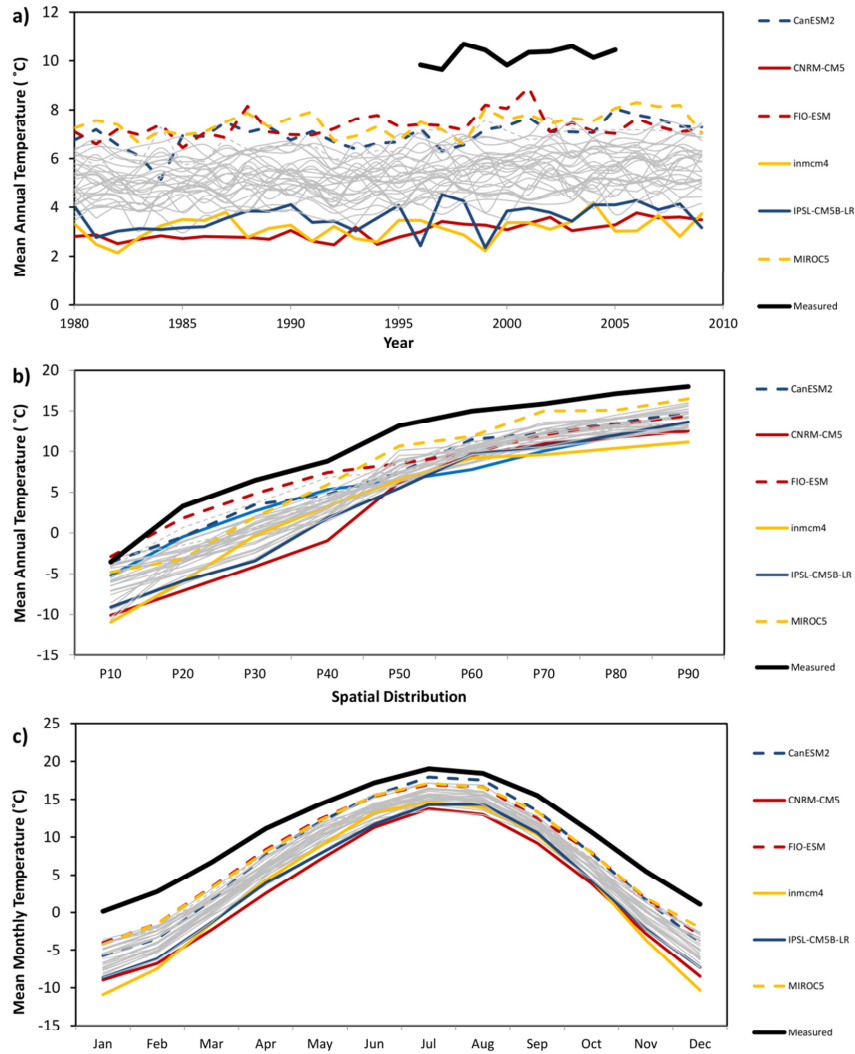 a)
Mean Annual Temperature ( ˚C)
12
10
8
6
4
2
0
1980
1985
1990
1995
2000
2005
2010
Year
CanESM2
CNRM-CM5
FIO-ESM
inmcm4
IPSL-CM5B-LR
MIROC5
Measured
b)
Mean Annual Temperature (˚C)
20
15
10
5
0
-5
-10
-15
P10
P20
P30
P40
P50
P60
P70
P80
P90
Spatial Distribution
CanESM2
CNRM-CM5
FIO-ESM
inmcm4
IPSL-CM5B-LR
MIROC5
Measured
c)
Mean Monthly Temperature (˚C)
25
20
15
10
5
0
-5
-10
-15
Jan
Feb
Mar
Apr
May
Jun
Jul
Aug
Sep
Oct
Nov
Dec
CanESM2
CNRM-CM5
FIO-ESM
inmcm4
IPSL-CM5B-LR
MIROC5
Measured